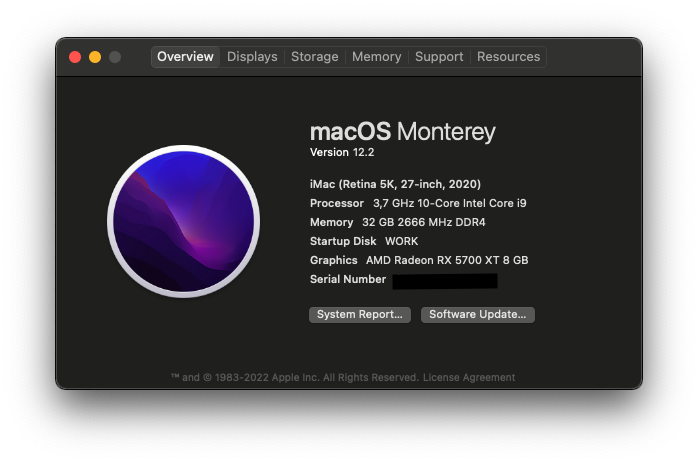 Overview Displays Storage Memory Support Resources
macOS Monterey
Version 12.2
iMac (Retina 5K, 27-inch, 2020)
Processor 3,7 GHz 10-Core Intel Core i9
Memory 32 GB 2666 MHz DDR4
Startup Disk WORK
Graphics AMD Radeon RX 5700 XT 8 GB
Serial Number
System Report... Software Update...
™ and © 1983-2022 Apple Inc. All Rights Reserved. License Agreement